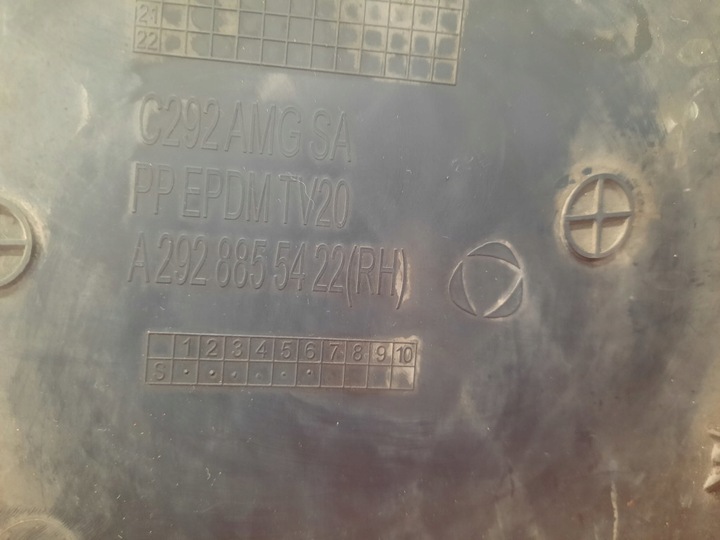 21
22
C292 AMG SA
PP EPDM TV20
A 292 885 54 22(RH)
1 2 3 4 5 6 7 8 9 10
S